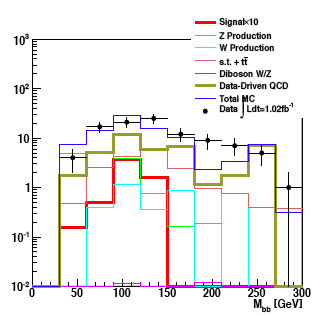 Signal×10
Z Production
W Production
s.t. + tt̄
Diboson W/Z
Data-Driven QCD
Total MC
Data ∫ Ldt=1.02fb⁻¹
10³
10²
10
1
10⁻¹
10⁻²
0 50 100 150 200 250 300
M_bb [GeV]